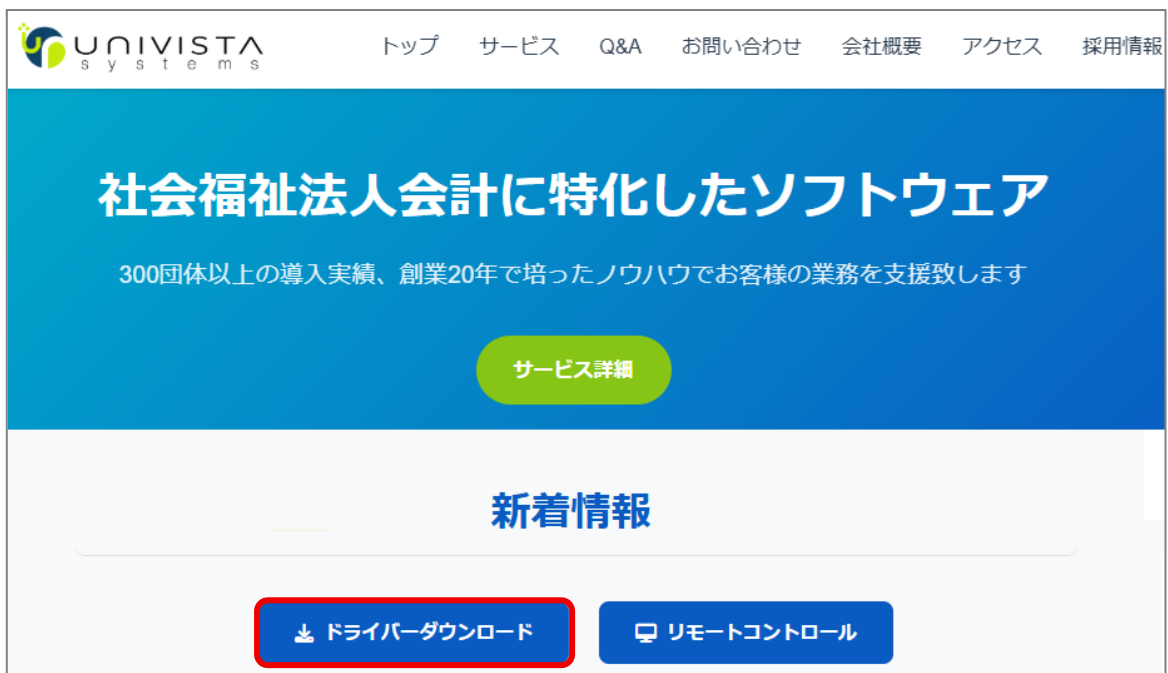 UNIVISTA
systems
トップ サービス Q&A お問い合わせ 会社概要 アクセス 採用情報
社会福祉法人会計に特化したソフトウェア
300団体以上の導入実績、創業20年で培ったノウハウでお客様の業務を支援致します
サービス詳細
新着情報
ドライバーダウンロード リモートコントロール